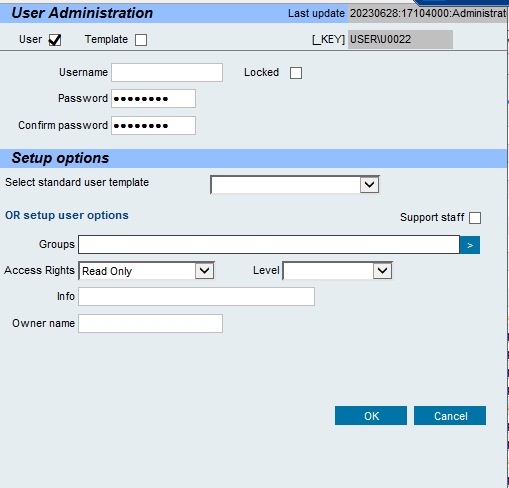 User Administration Last update 20230628:17104000:Administrati
User Template [_KEY] USER\U0022
Username Locked
Password ●●●●●●●●
Confirm password ●●●●●●●●
Setup options
Select standard user template
OR setup user options Support staff
Groups >
Access Rights Read Only Level
Info
Owner name
OK Cancel